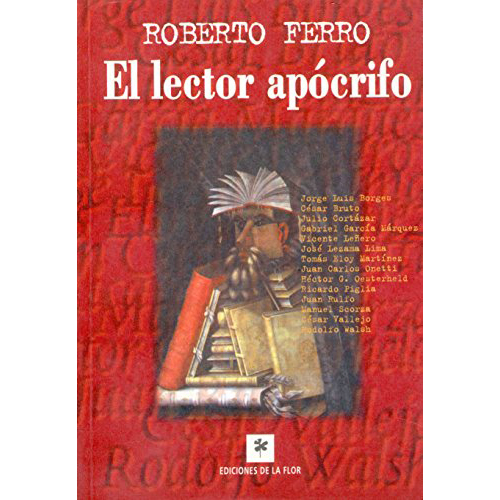 ROBERTO FERRO
El lector apócrifo
Jorge Luis Borges
César Bruto
Julio Cortázar
Gabriel García Márquez
Vicente Leñero
José Lezama Lima
Tomás Eloy Martínez
Juan Carlos Onetti
Héctor G. Oesterheld
Ricardo Piglia
Juan Rulfo
Manuel Scorza
César Vallejo
Rodolfo Walsh
EDICIONES DE LA FLOR
Rodolfo Walsh